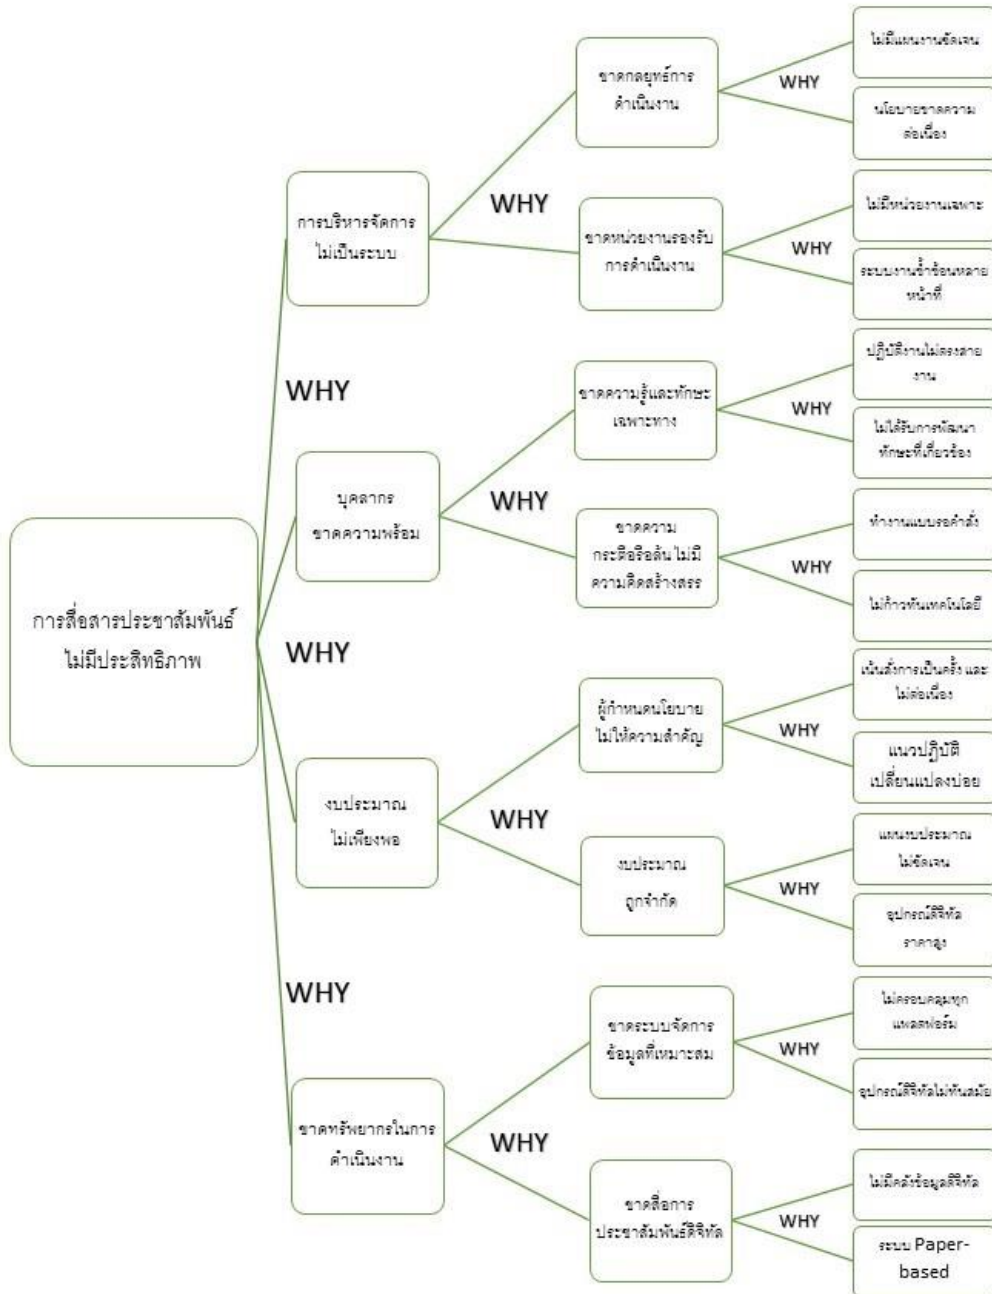 ไม่มีแผนงานชัดเจน
ขาดกลยุทธ์การ
ดำเนินงาน
WHY
นโยบายขาดความ
ต่อเนื่อง
การบริหารจัดการ
ไม่เป็นระบบ
WHY
ไม่มีหน่วยงานเฉพาะ
ขาดหน่วยงานรองรับ
การดำเนินงาน
WHY
ระบบงานซ้ำซ้อนหลาย
หน้าที่
WHY
ปฏิบัติงานไม่ตรงสาย
งาน
ขาดความรู้และทักษะ
เฉพาะทาง
WHY
ไม่ได้รับการพัฒนา
ทักษะที่เกี่ยวข้อง
บุคลากร
ขาดความพร้อม
WHY
ทำงานแบบรอคำสั่ง
ขาดความ
กระตือรือล้น ไม่มี
ความคิดสร้างสรร
WHY
ไม่ก้าวทันเทคโนโลยี
การสื่อสารประชาสัมพันธ์
ไม่มีประสิทธิภาพ
WHY
เน้นสั่งการเป็นครั้ง และ
ไม่ต่อเนื่อง
ผู้กำหนดนโยบาย
ไม่ให้ความสำคัญ
WHY
แนวปฏิบัติ
เปลี่ยนแปลงบ่อย
งบประมาณ
ไม่เพียงพอ
WHY
แผนงบประมาณ
ไม่ชัดเจน
งบประมาณ
ถูกจำกัด
WHY
อุปกรณ์ดิจิทัล
ราคาสูง
WHY
ไม่ครอบคลุมทุก
แพลตฟอร์ม
ขาดระบบจัดการ
ข้อมูลที่เหมาะสม
WHY
อุปกรณ์ดิจิทัลไม่ทันสมัย
ขาดทรัพยากรในการ
ดำเนินงาน
WHY
ไม่มีคลังข้อมูลดิจิทัล
ขาดสื่อการ
ประชาสัมพันธ์ดิจิทัล
WHY
ระบบ Paper-
based